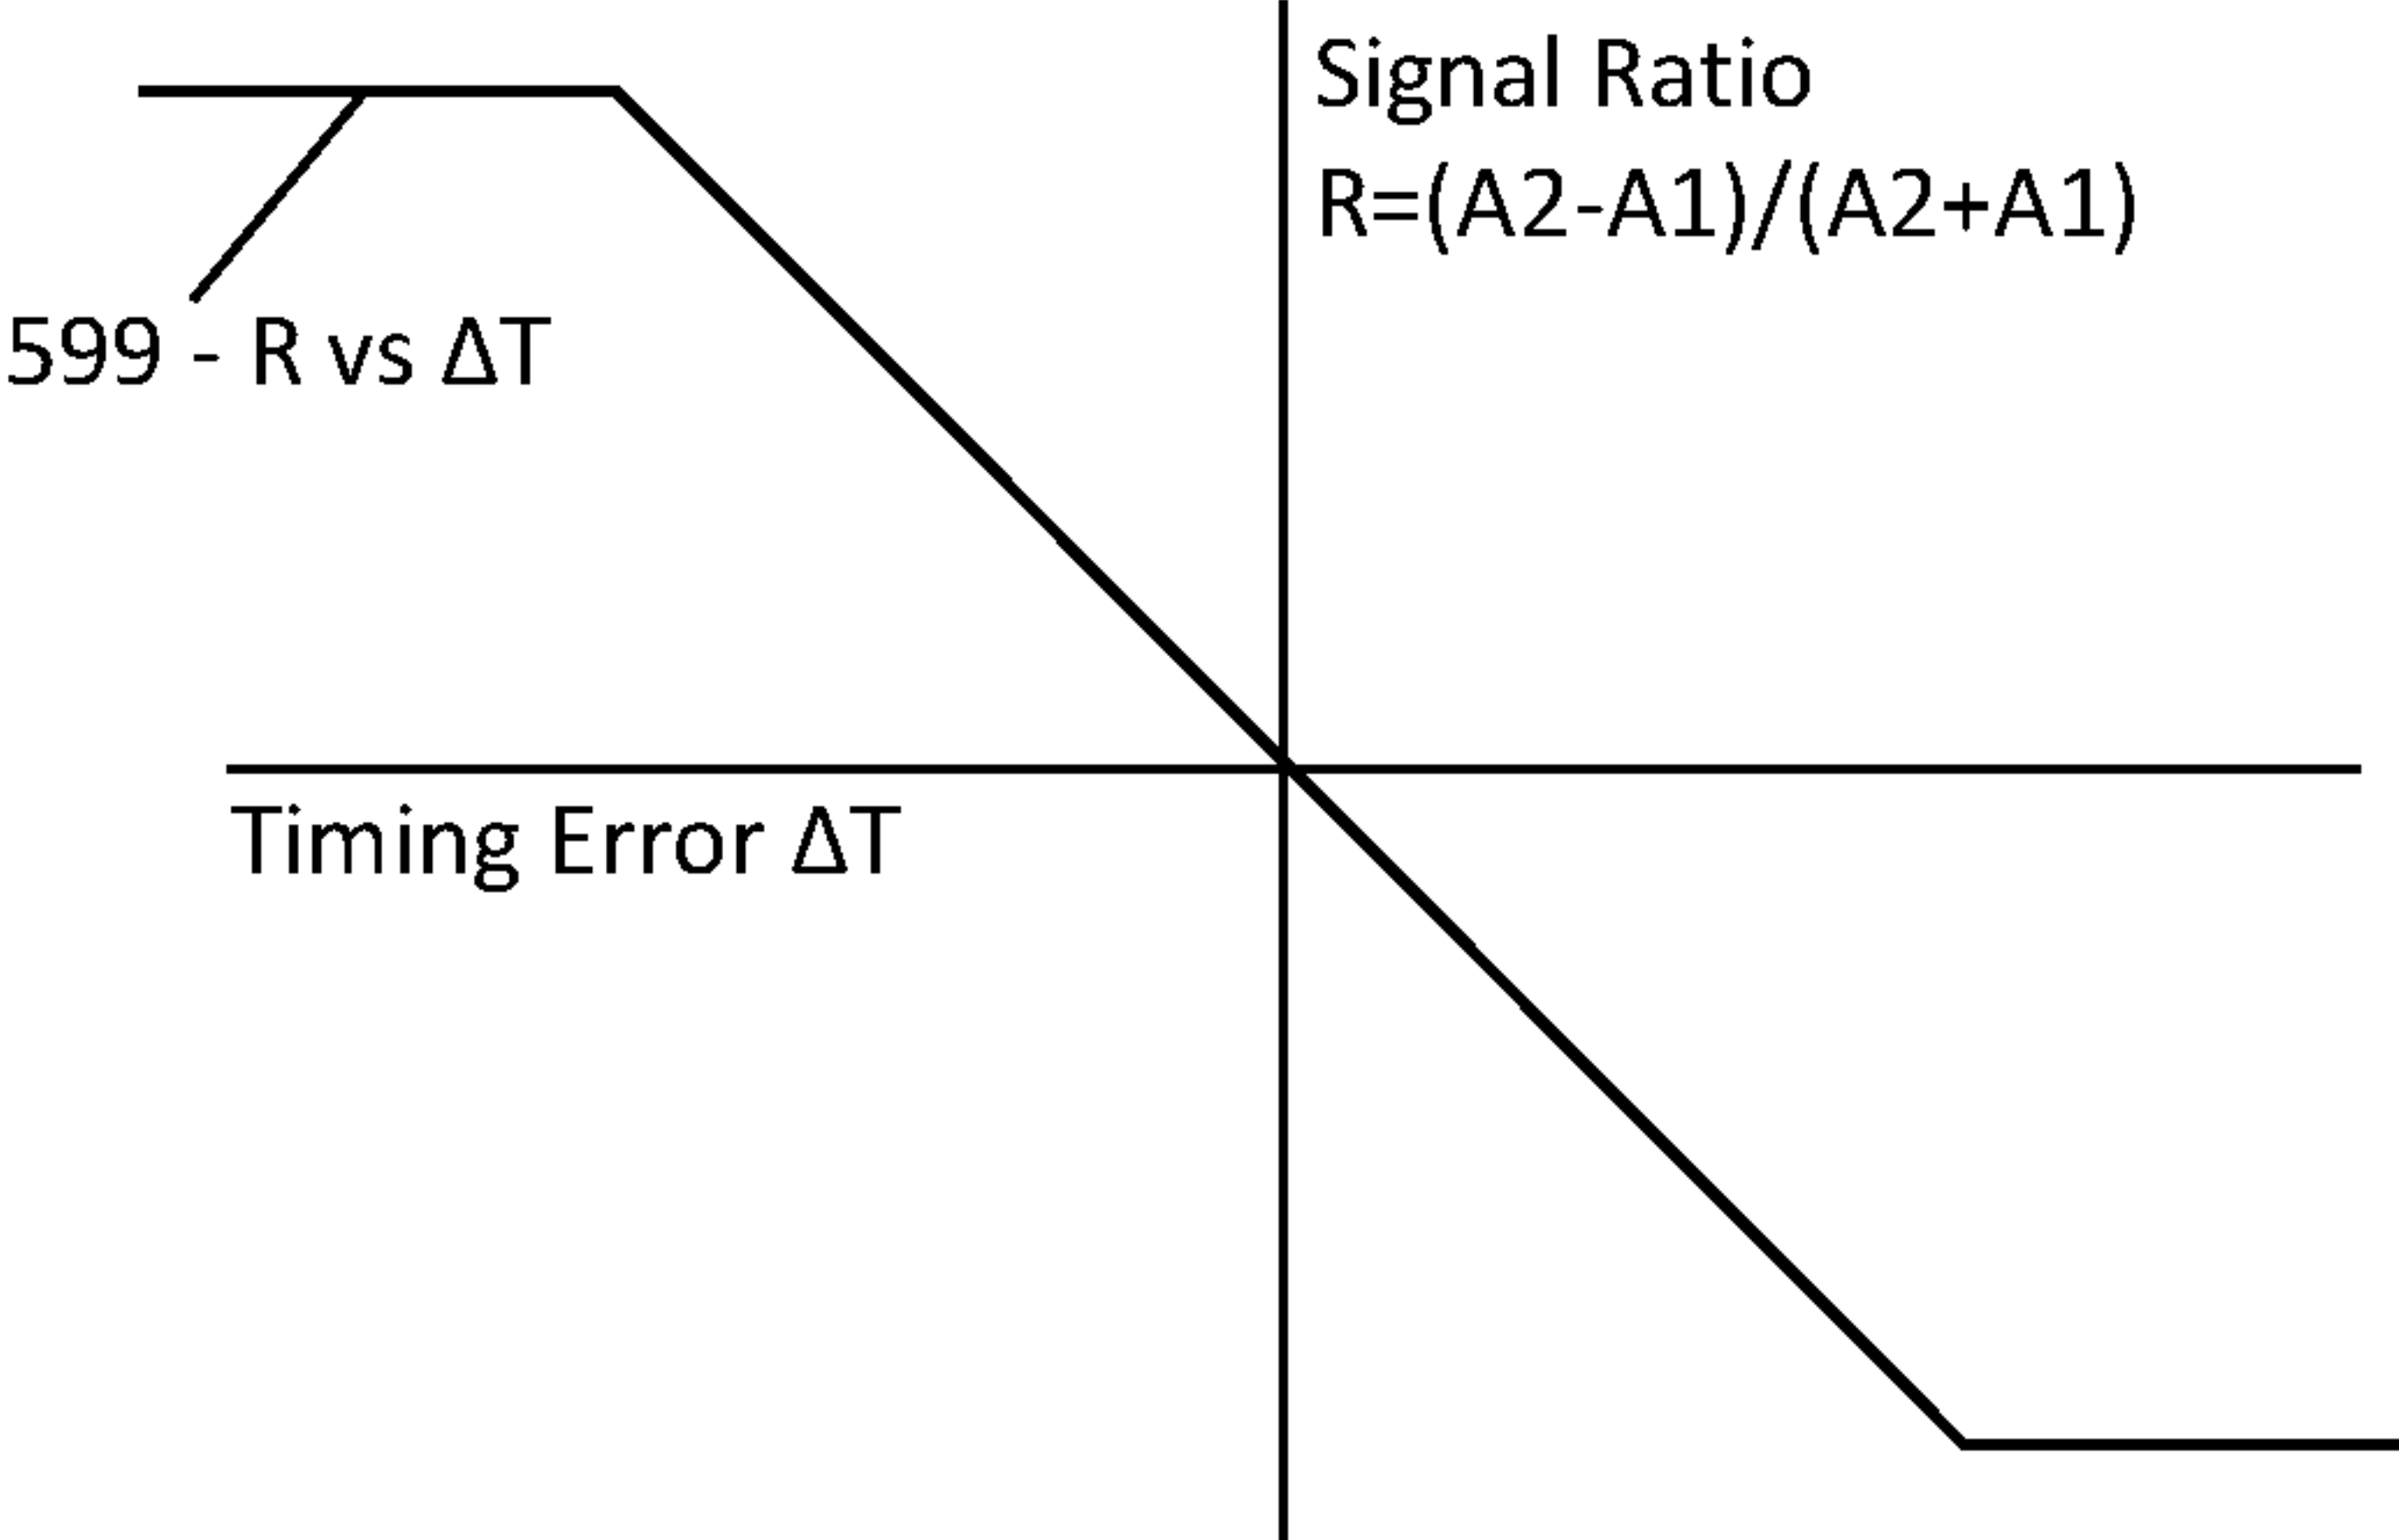 Signal Ratio
R=(A2-A1)/(A2+A1)
599 - R vs ΔT
Timing Error ΔT